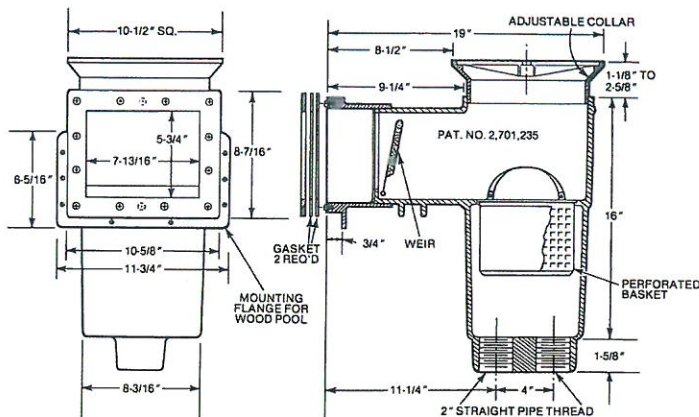 10-1/2" SQ.
5-3/4"
7-13/16"
8-7/16"
6-5/16"
10-5/8"
11-3/4"
MOUNTING
FLANGE FOR
WOOD POOL
8-3/16"
ADJUSTABLE COLLAR
19"
8-1/2"
9-1/4"
1-1/8" TO
2-5/8"
PAT. NO. 2,701,235
16"
GASKET
2 REQ'D
3/4"
WEIR
PERFORATED
BASKET
1-5/8"
11-1/4"
4"
2" STRAIGHT PIPE THREAD